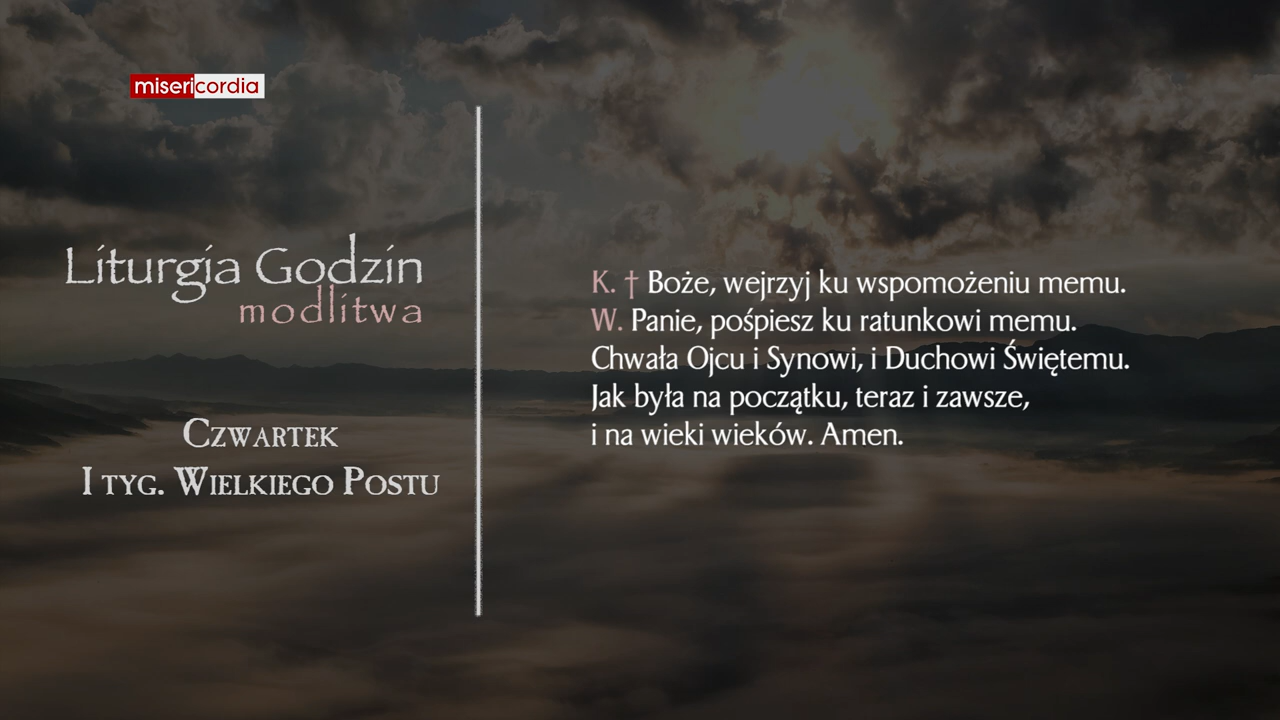 misericordia
Liturgia Godzin
modlitwa
Czwartek
I tyg. Wielkiego Postu
K. † Boże, wejrzyj ku wspomożeniu memu.
W. Panie, pośpiesz ku ratunkowi memu.
Chwała Ojcu i Synowi, i Duchowi Świętemu.
Jak była na początku, teraz i zawsze,
i na wieki wieków. Amen.